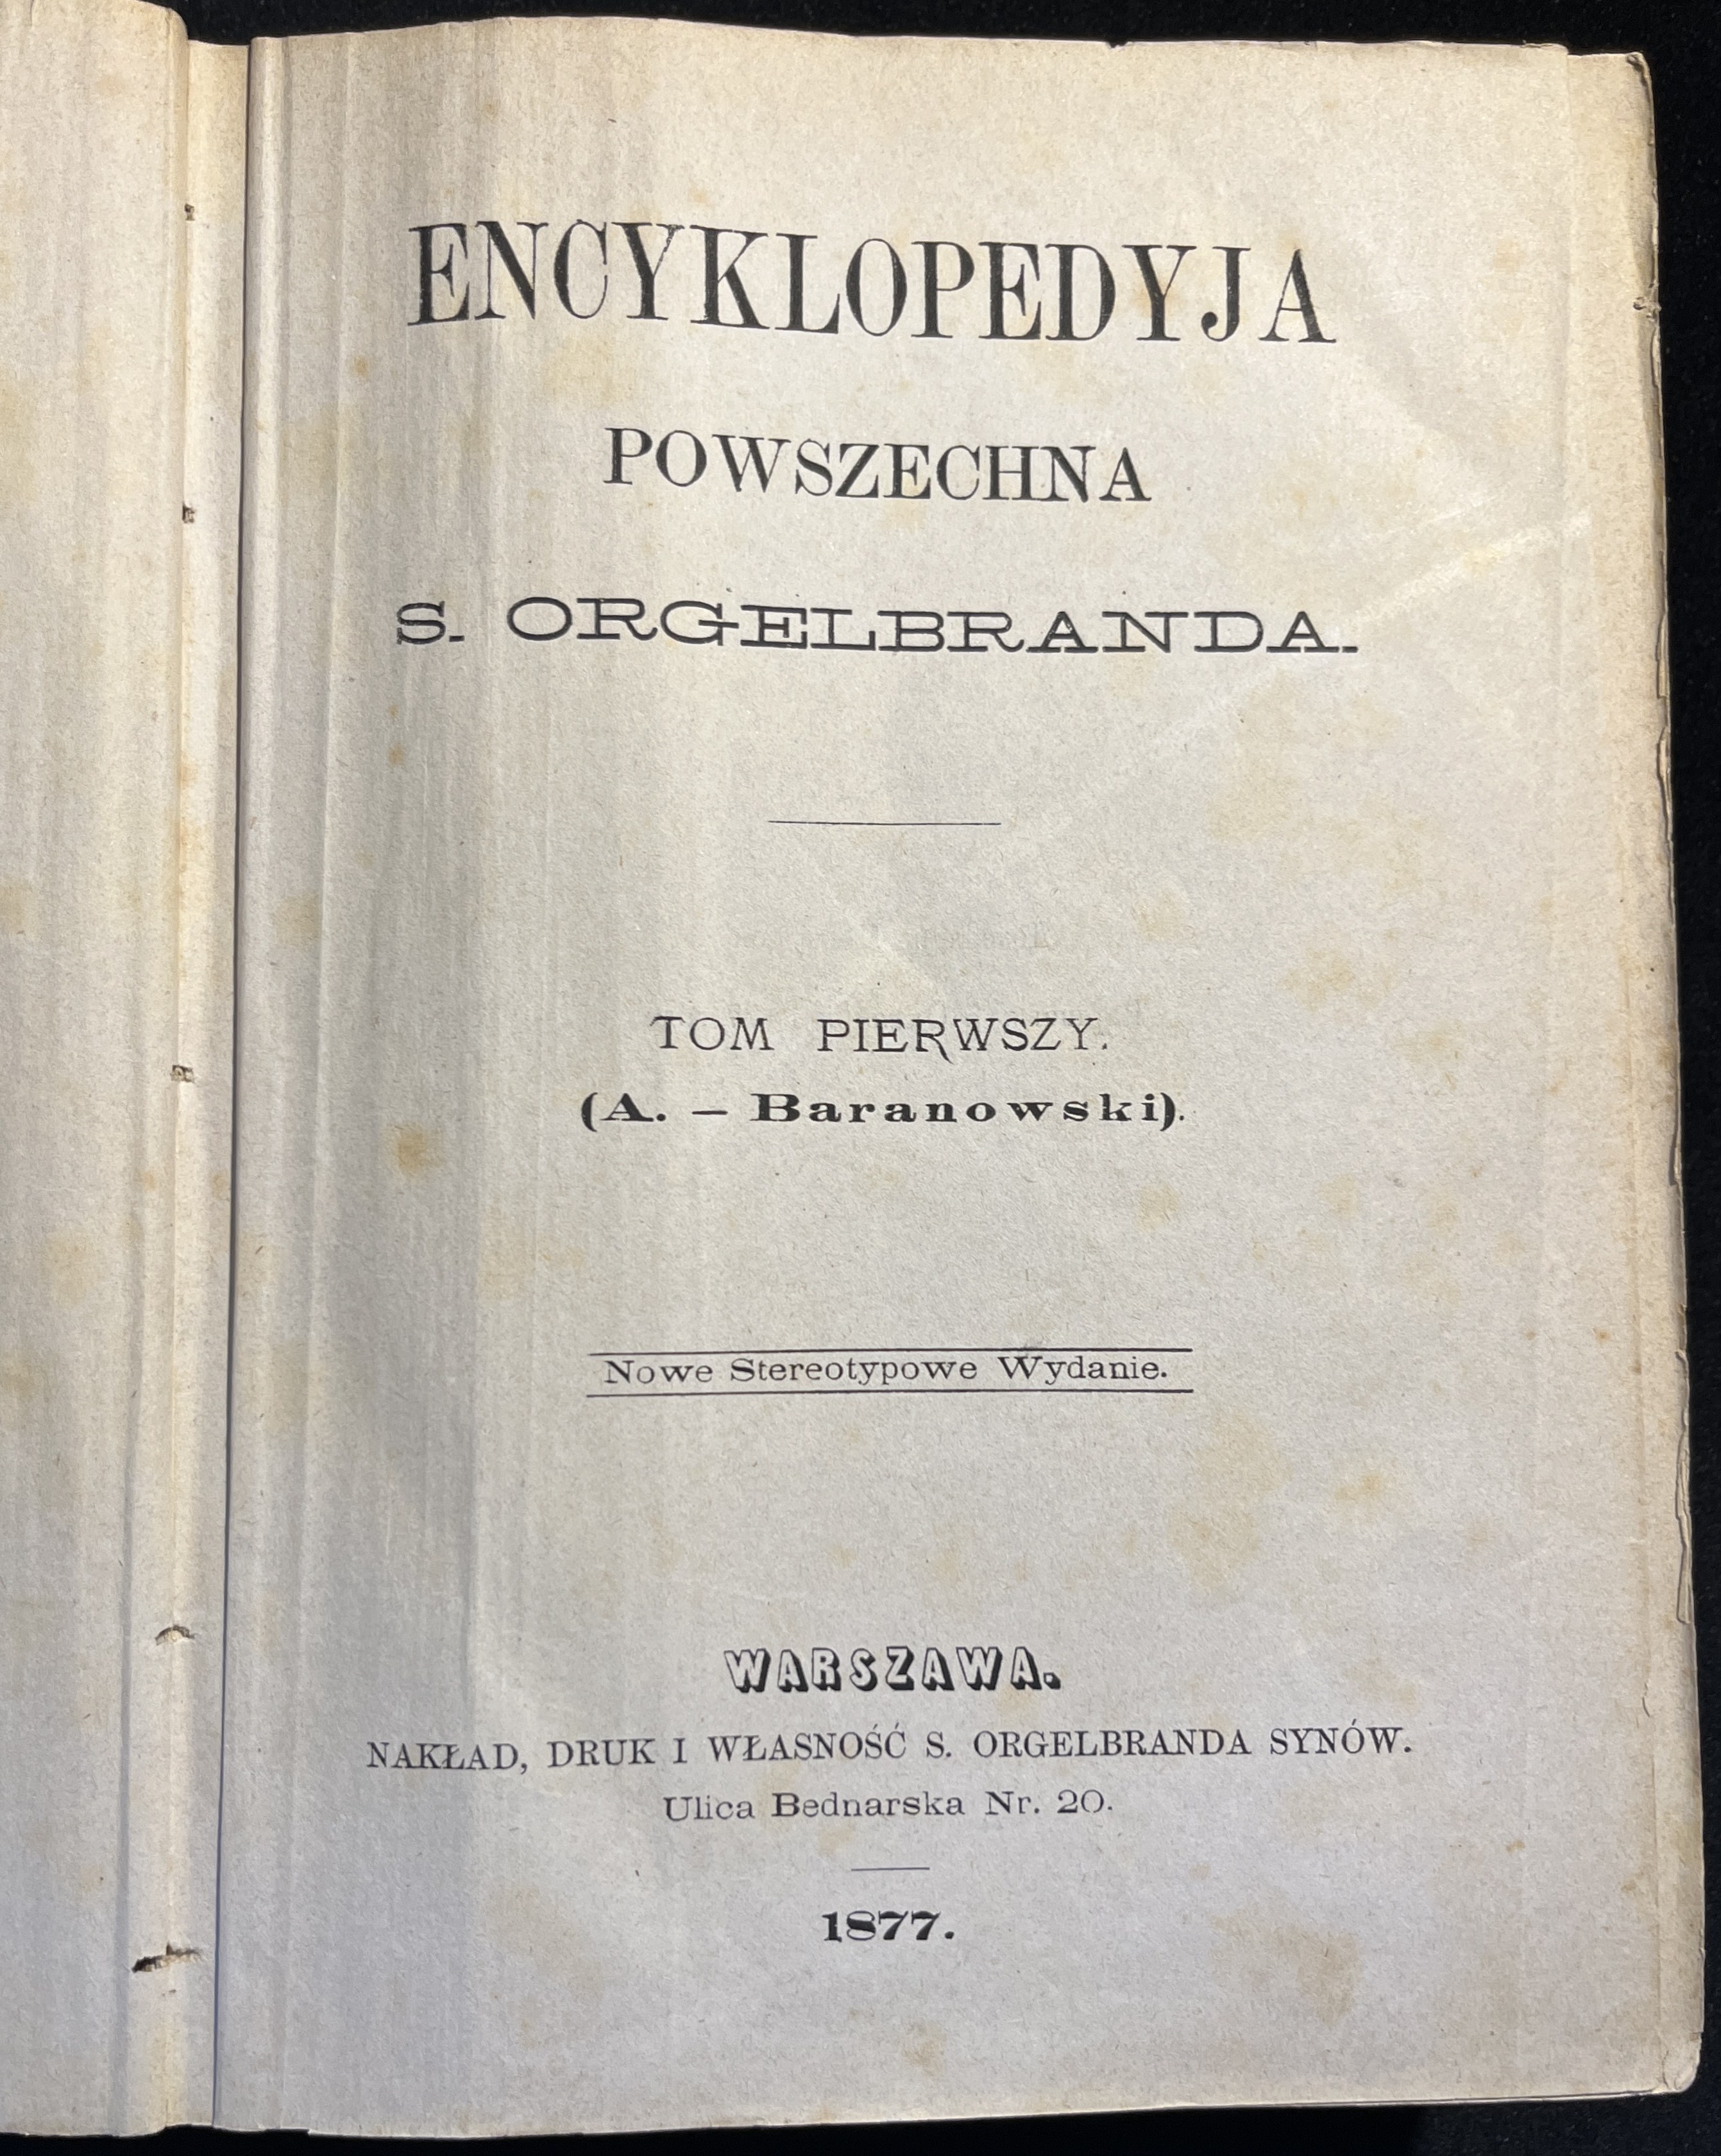 ENCYKLOPEDYJA
POWSZECHNA
S. ORGELBRANDA.
TOM PIERWSZY.
(A. – Baranowski).
Nowe Stereotypowe Wydanie.
WARSZAWA.
NAKŁAD, DRUK I WŁASNOŚĆ S. ORGELBRANDA SYNÓW.
Ulica Bednarska Nr. 20.
1877.